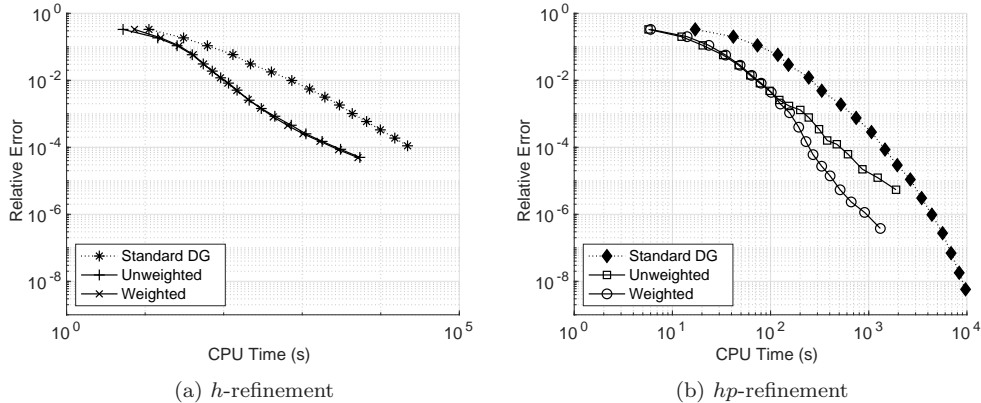 10^0
10^-2
10^-4
10^-6
10^-8
Relative Error
Standard DG
Unweighted
Weighted
10^0
10^5
CPU Time (s)
(a) h-refinement
10^0
10^-2
10^-4
10^-6
10^-8
Relative Error
Standard DG
Unweighted
Weighted
10^0
10^1
10^2
10^3
10^4
CPU Time (s)
(b) hp-refinement